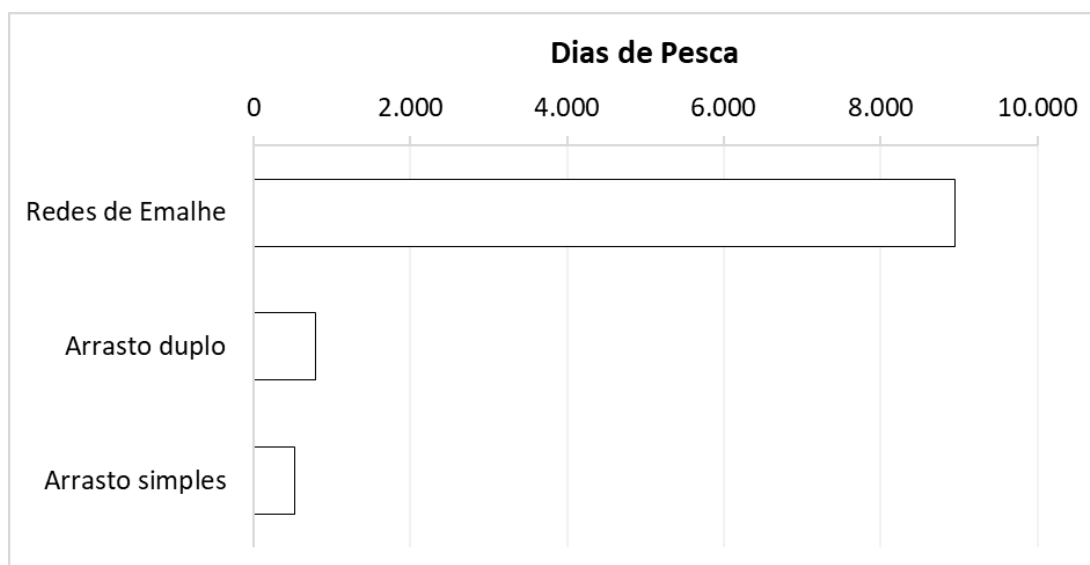 Dias de Pesca
0 2.000 4.000 6.000 8.000 10.000
Redes de Emalhe
Arrasto duplo
Arrasto simples